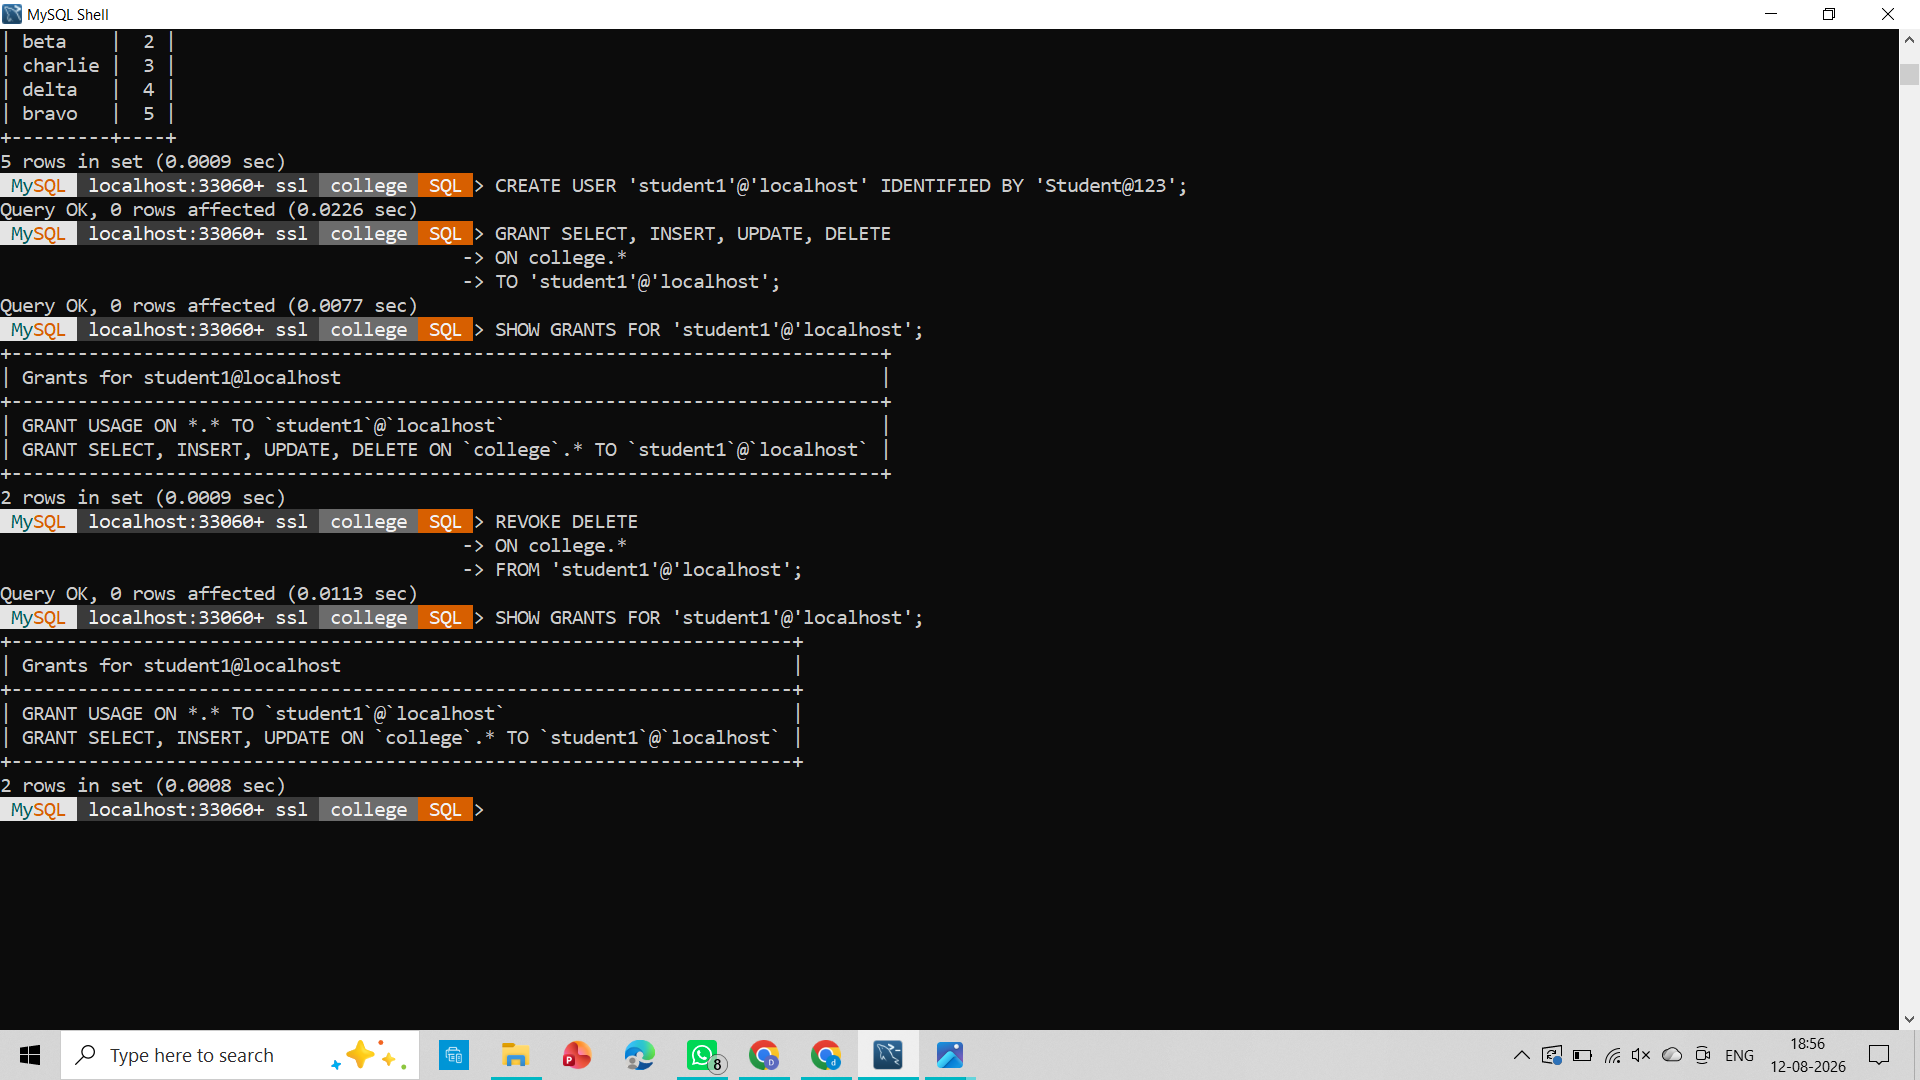 MySQL Shell
| beta    |  2 |
| charlie |  3 |
| delta   |  4 |
| bravo   |  5 |
+---------+----+
5 rows in set (0.0009 sec)
MySQL localhost:33060+ ssl college SQL > CREATE USER 'student1'@'localhost' IDENTIFIED BY 'Student@123';
Query OK, 0 rows affected (0.0226 sec)
MySQL localhost:33060+ ssl college SQL > GRANT SELECT, INSERT, UPDATE, DELETE
-> ON college.*
-> TO 'student1'@'localhost';
Query OK, 0 rows affected (0.0077 sec)
MySQL localhost:33060+ ssl college SQL > SHOW GRANTS FOR 'student1'@'localhost';
+-------------------------------------------------------------------------------+
| Grants for student1@localhost                                                 |
+-------------------------------------------------------------------------------+
| GRANT USAGE ON *.* TO `student1`@`localhost`                                  |
| GRANT SELECT, INSERT, UPDATE, DELETE ON `college`.* TO `student1`@`localhost` |
+-------------------------------------------------------------------------------+
2 rows in set (0.0009 sec)
MySQL localhost:33060+ ssl college SQL > REVOKE DELETE
-> ON college.*
-> FROM 'student1'@'localhost';
Query OK, 0 rows affected (0.0113 sec)
MySQL localhost:33060+ ssl college SQL > SHOW GRANTS FOR 'student1'@'localhost';
+-----------------------------------------------------------------------+
| Grants for student1@localhost                                         |
+-----------------------------------------------------------------------+
| GRANT USAGE ON *.* TO `student1`@`localhost`                          |
| GRANT SELECT, INSERT, UPDATE ON `college`.* TO `student1`@`localhost` |
+-----------------------------------------------------------------------+
2 rows in set (0.0008 sec)
MySQL localhost:33060+ ssl college SQL >
Type here to search
8
ENG
18:56
12-08-2026